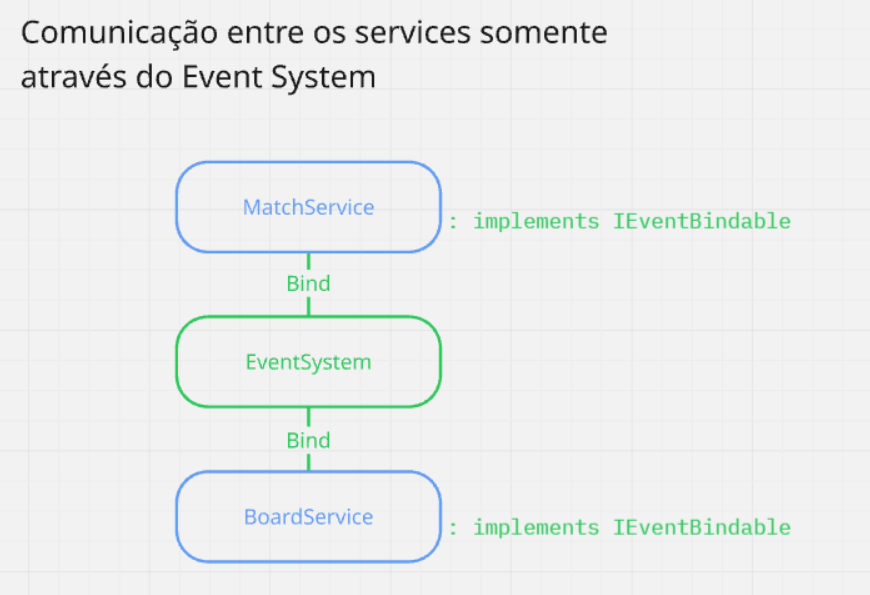 Comunicação entre os services somente
através do Event System
MatchService
: implements IEventBindable
Bind
EventSystem
Bind
BoardService
: implements IEventBindable